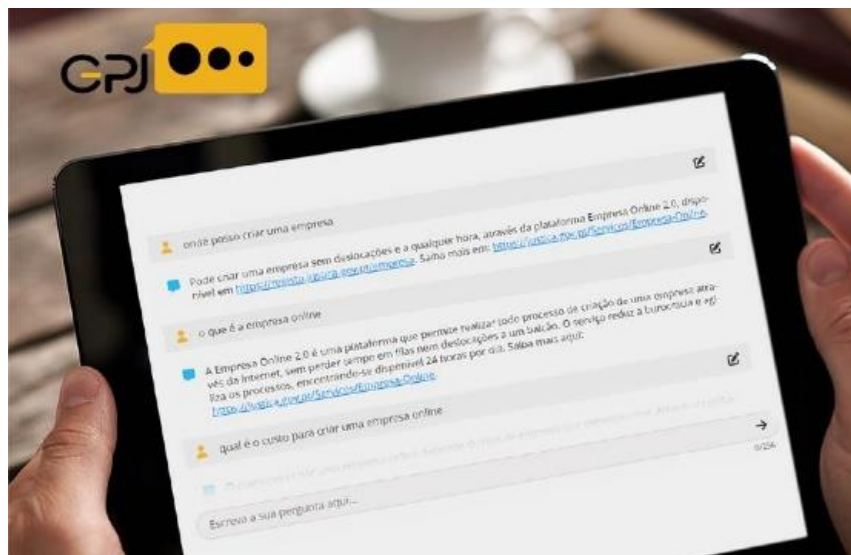 GPJ
onde posso criar uma empresa
Pode criar uma empresa sem deslocações e a qualquer hora, através da plataforma Empresa Online 2.0, dispo-
nível em https://registo.justica.gov.pt/empresa. Saiba mais em: https://justica.gov.pt/Servicos/Empresa-Online.
o que é a empresa online
A Empresa Online 2.0 é uma plataforma que permite realizar todo processo de criação de uma empresa atra-
vés da Internet, sem perder tempo em filas nem deslocações a um balcão. O serviço reduz a burocracia e agi-
liza os processos, encontrando-se disponível 24 horas por dia. Saiba mais aqui:
https://justica.gov.pt/Servicos/Empresa-Online.
qual é o custo para criar uma empresa online
Escreva a sua pergunta aqui...
0/256